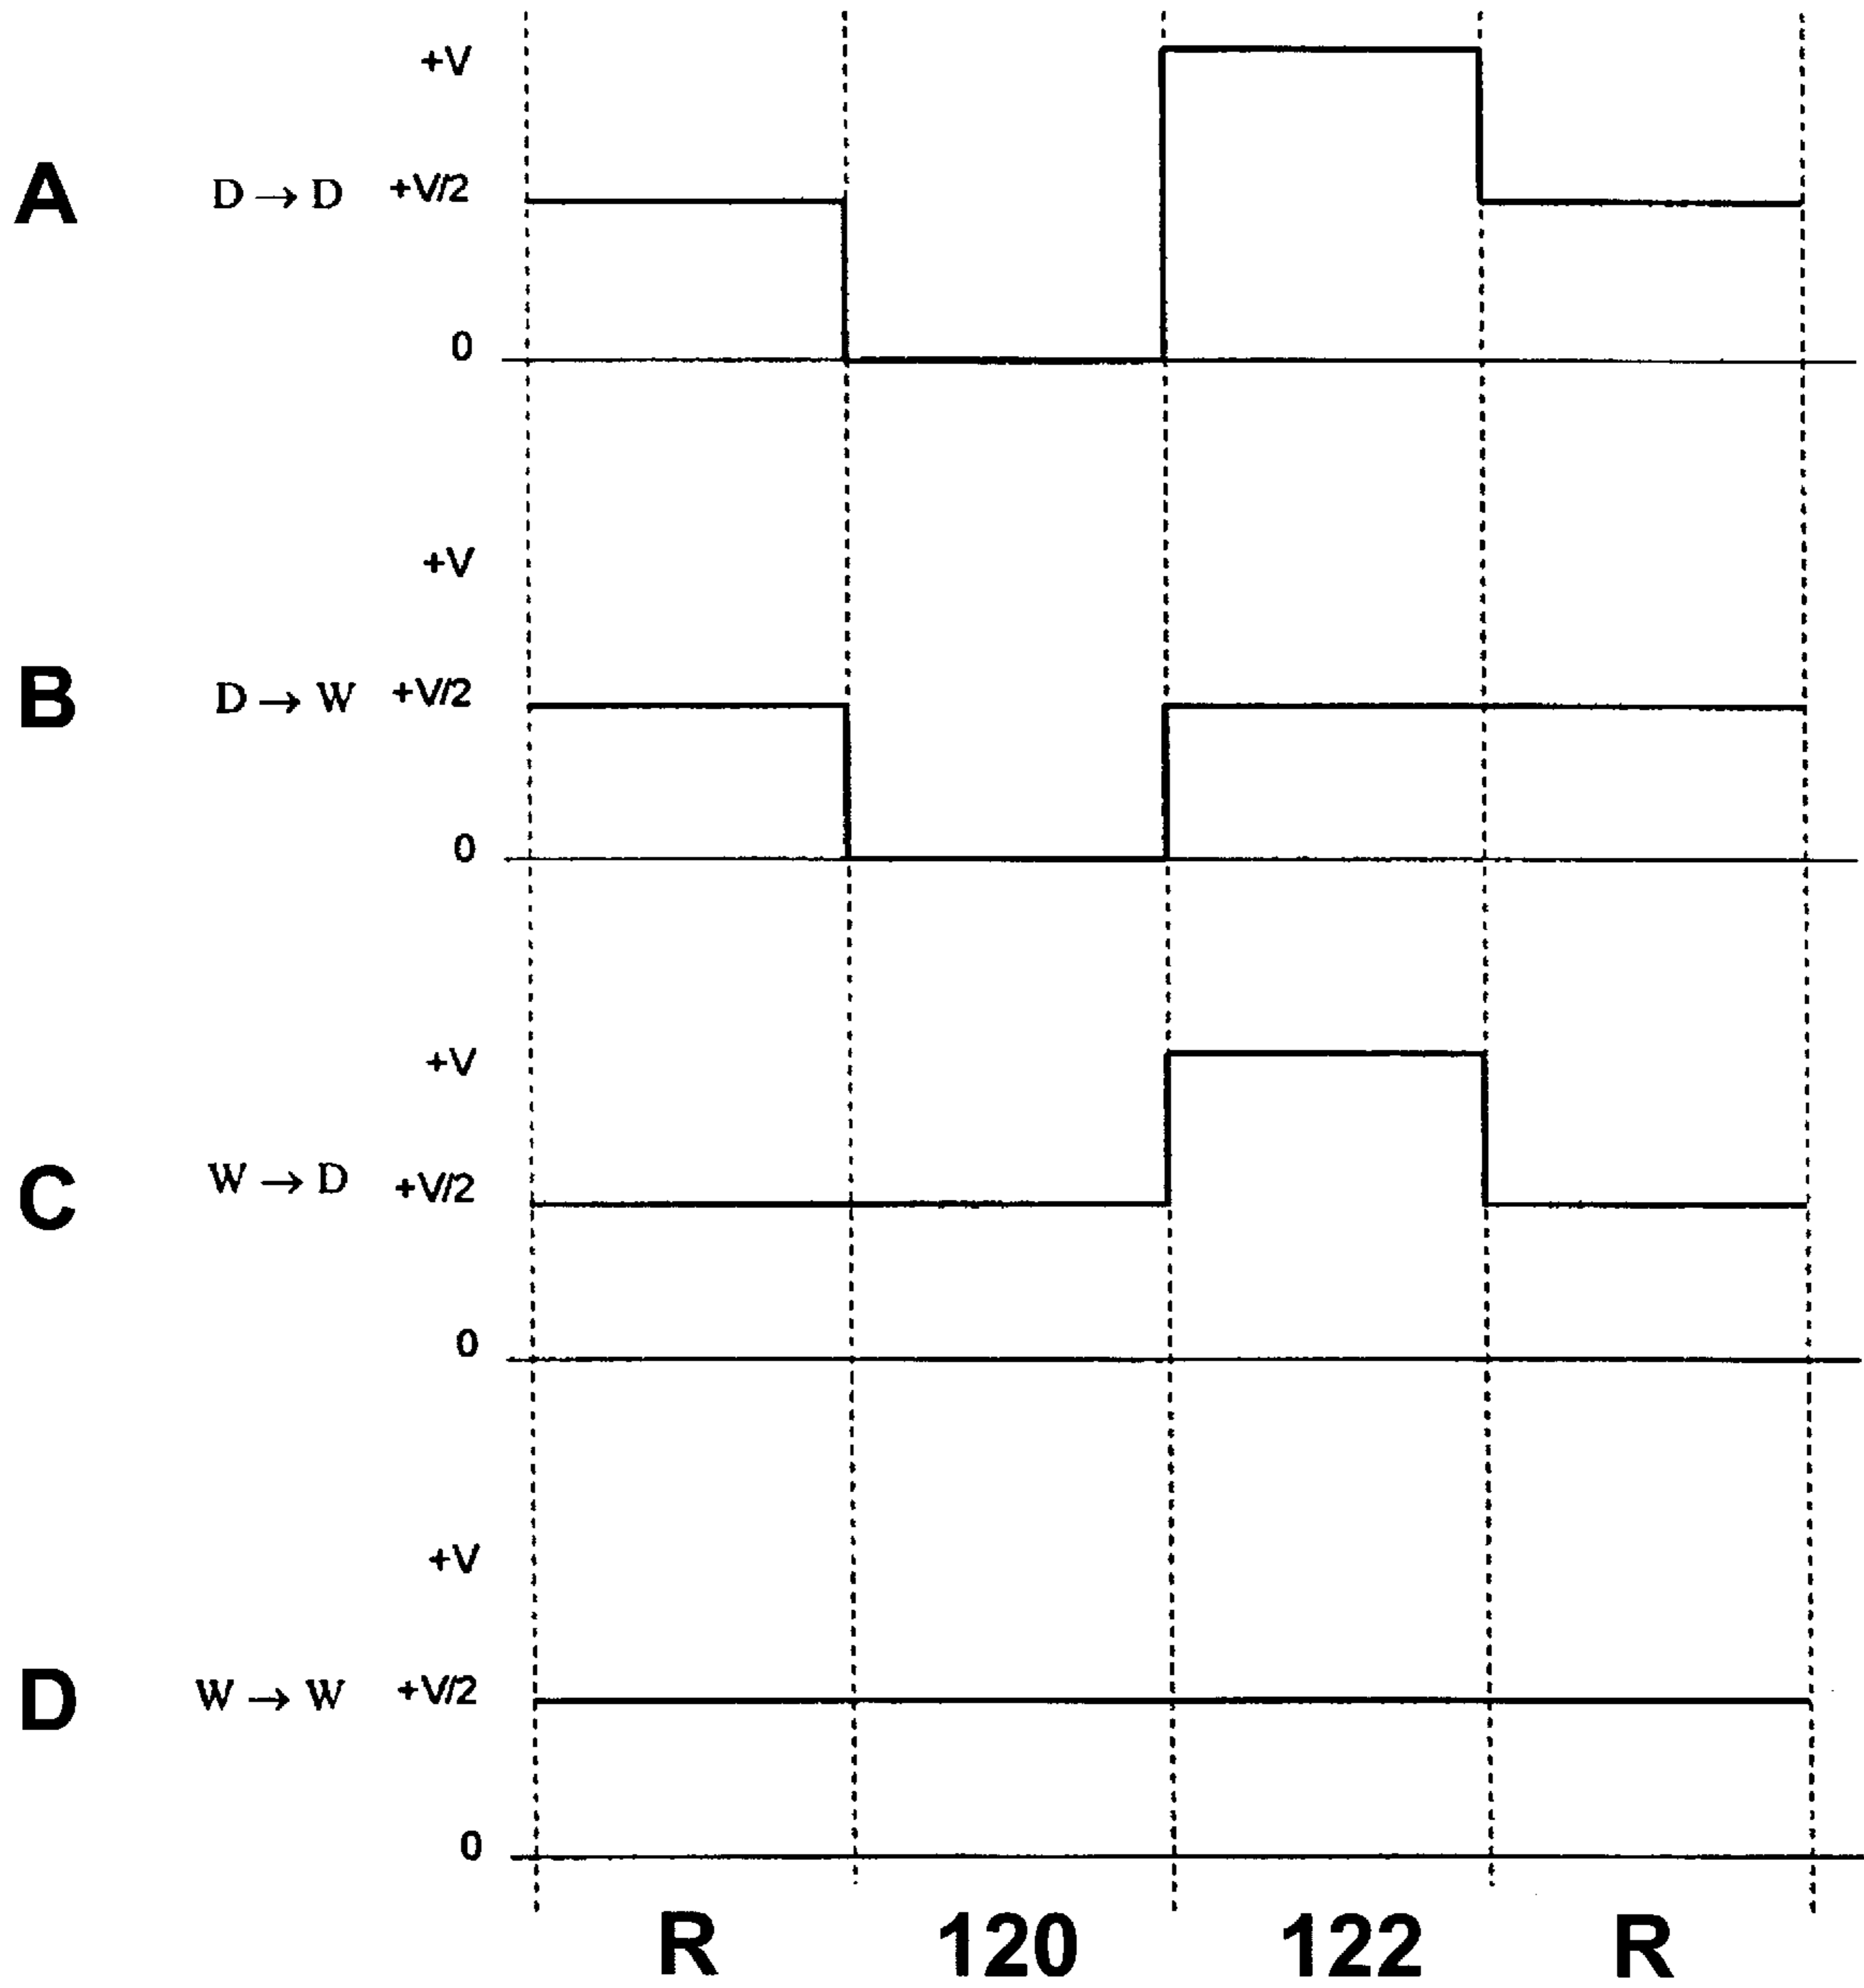 +V
A D → D +V/2
0
+V
B D → W +V/2
0
+V
C W → D +V/2
0
+V
D W → W +V/2
0
R 120 122 R